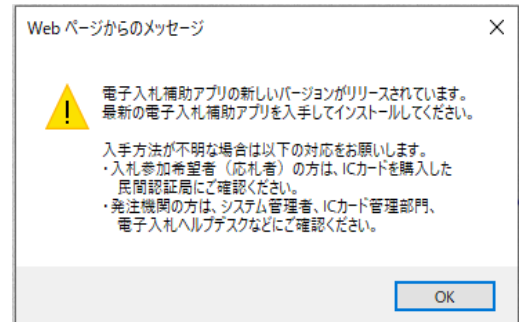 Web ページからのメッセージ
電子入札補助アプリの新しいバージョンがリリースされています。
最新の電子入札補助アプリを入手してインストールしてください。
入手方法が不明な場合は以下の対応をお願いします。
・入札参加希望者（応札者）の方は、ICカードを購入した
民間認証局にご確認ください。
・発注機関の方は、システム管理者、ICカード管理部門、
電子入札ヘルプデスクなどにご確認ください。
OK